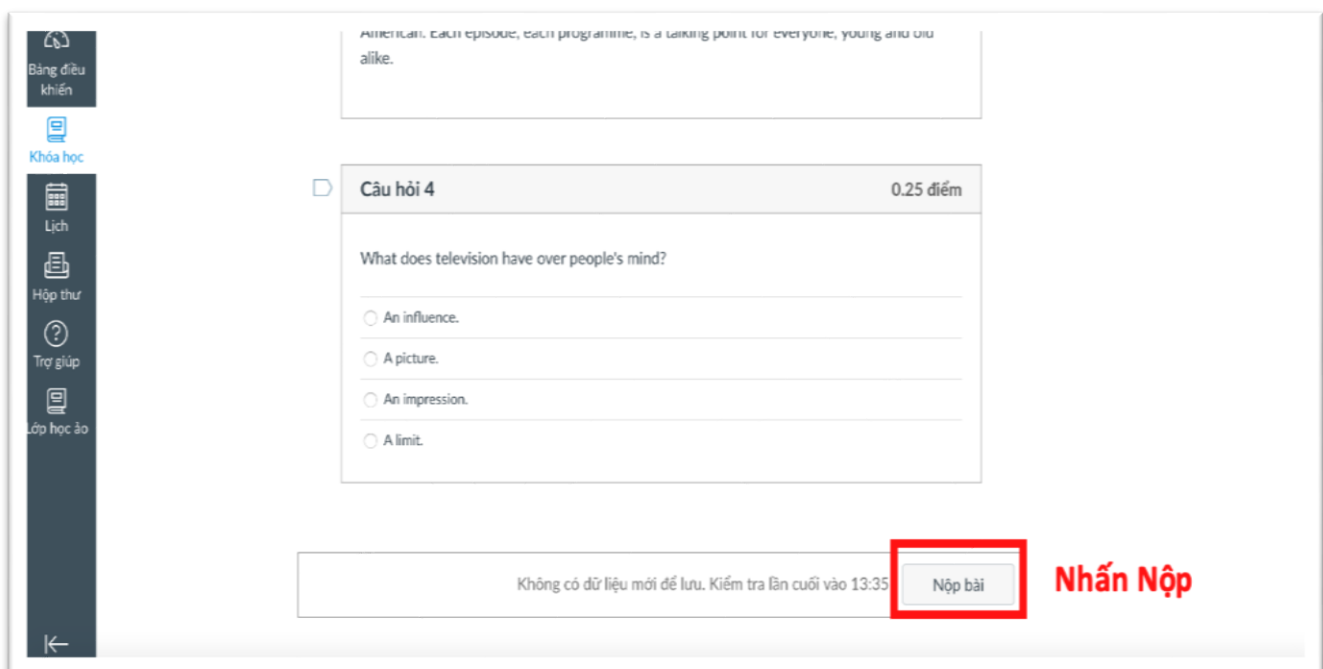 American. Each episode, each programme, is a talking point for everyone, young and old
alike.
Bảng điều
khiển
Khóa học
Lịch
Hộp thư
Trợ giúp
Lớp học ảo
Câu hỏi 4
0.25 điểm
What does television have over people's mind?
An influence.
A picture.
An impression.
A limit.
Không có dữ liệu mới để lưu. Kiểm tra lần cuối vào 13:35
Nộp bài
Nhấn Nộp